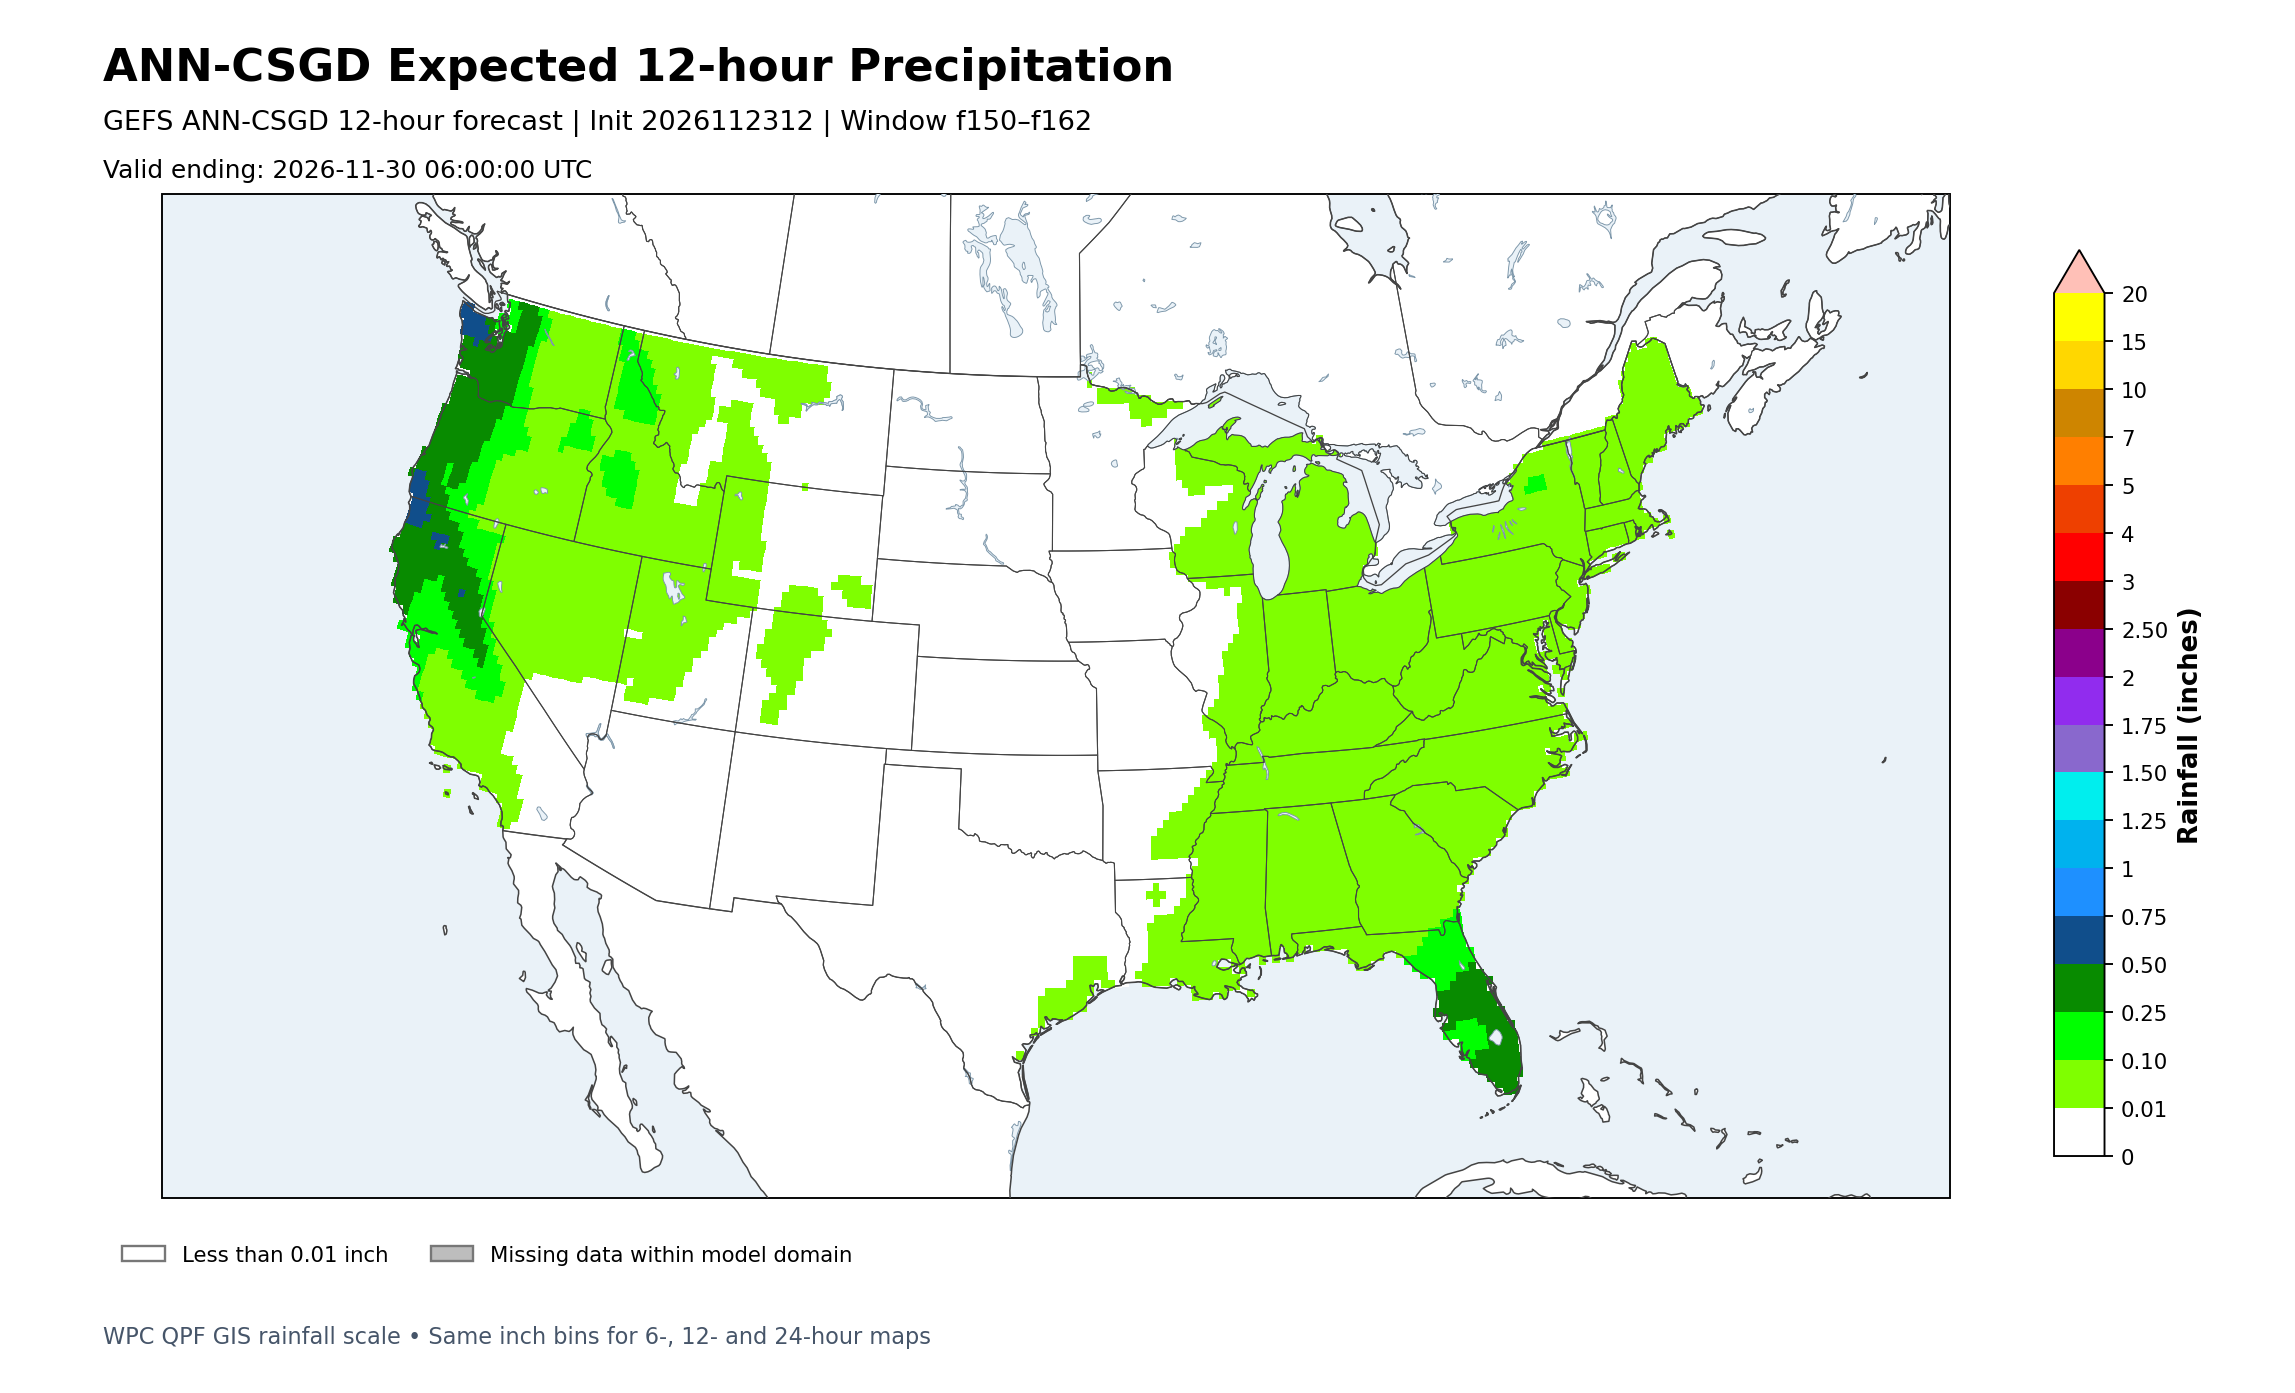 ANN-CSGD Expected 12-hour Precipitation
GEFS ANN-CSGD 12-hour forecast | Init 2026112312 | Window f150–f162
Valid ending: 2026-11-30 06:00:00 UTC
20
15
10
7
5
4
3
2.50
2
1.75
1.50
1.25
1
0.75
0.50
0.25
0.10
0.01
0
Rainfall (inches)
Less than 0.01 inch
Missing data within model domain
WPC QPF GIS rainfall scale • Same inch bins for 6-, 12- and 24-hour maps